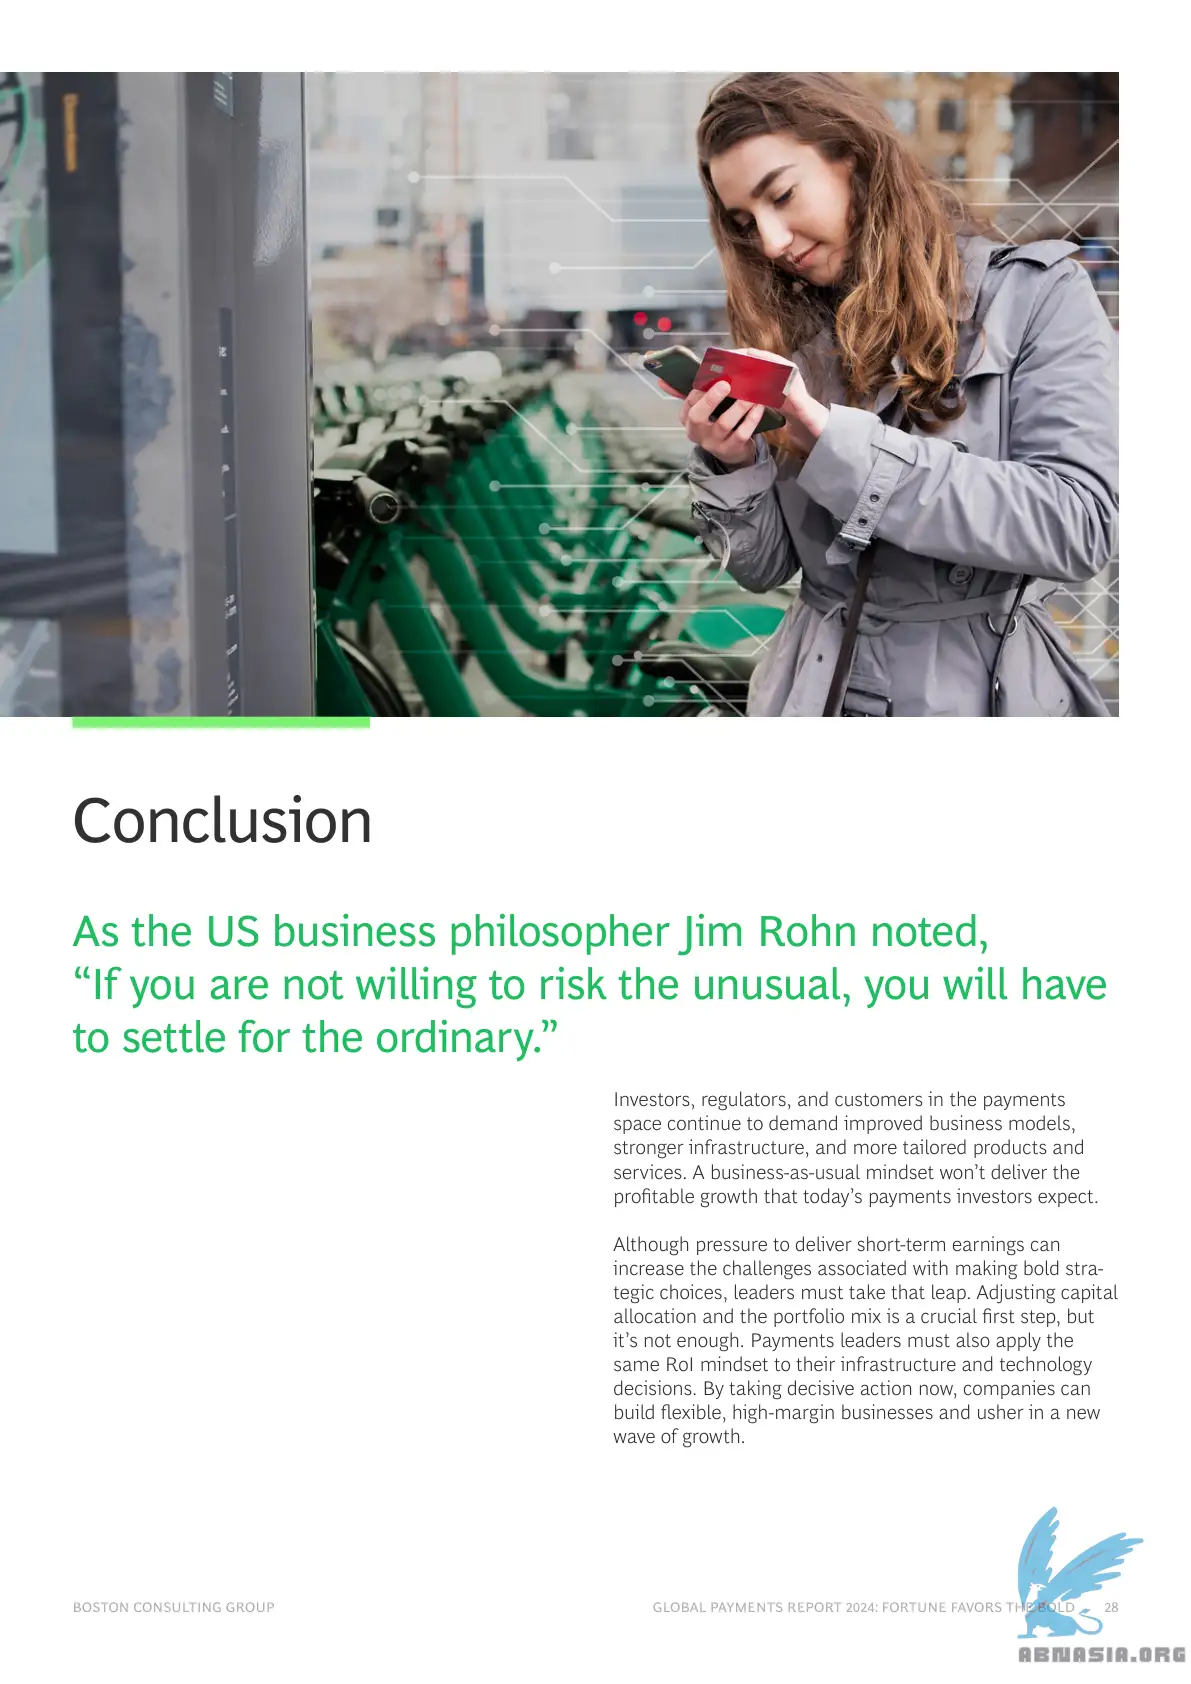 Conclusion
As the US business philosopher Jim Rohn noted,
“If you are not willing to risk the unusual, you will have
to settle for the ordinary.”
Investors, regulators, and customers in the payments
space continue to demand improved business models,
stronger infrastructure, and more tailored products and
services. A business-as-usual mindset won’t deliver the
profitable growth that today’s payments investors expect.
Although pressure to deliver short-term earnings can
increase the challenges associated with making bold stra-
tegic choices, leaders must take that leap. Adjusting capital
allocation and the portfolio mix is a crucial first step, but
it’s not enough. Payments leaders must also apply the
same RoI mindset to their infrastructure and technology
decisions. By taking decisive action now, companies can
build flexible, high-margin businesses and usher in a new
wave of growth.
BOSTON CONSULTING GROUP
GLOBAL PAYMENTS REPORT 2024: FORTUNE FAVORS THE BOLD 28
ABNASIA.ORG